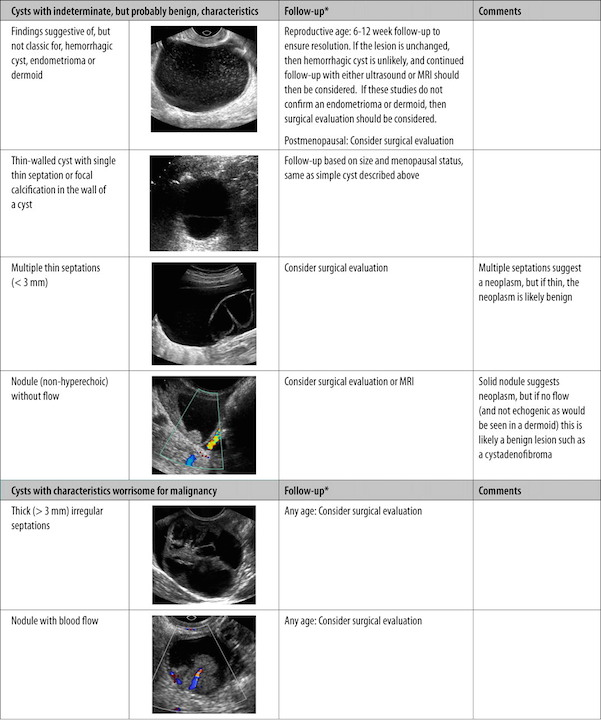 Cysts with indeterminate, but probably benign, characteristics
Follow-up*
Comments
Findings suggestive of, but
not classic for, hemorrhagic
cyst, endometrioma or
dermoid
Reproductive age: 6-12 week follow-up to
ensure resolution. If the lesion is unchanged,
then hemorrhagic cyst is unlikely, and continued
follow-up with either ultrasound or MRI should
then be considered. If these studies do not
confirm an endometrioma or dermoid, then
surgical evaluation should be considered.
Postmenopausal: Consider surgical evaluation
Thin-walled cyst with single
thin septation or focal
calcification in the wall of
a cyst
Follow-up based on size and menopausal status,
same as simple cyst described above
Multiple thin septations
(< 3 mm)
Consider surgical evaluation
Multiple septations suggest
a neoplasm, but if thin, the
neoplasm is likely benign
Nodule (non-hyperechoic)
without flow
Consider surgical evaluation or MRI
Solid nodule suggests
neoplasm, but if no flow
(and not echogenic as would
be seen in a dermoid) this is
likely a benign lesion such as
a cystadenofibroma
Cysts with characteristics worrisome for malignancy
Follow-up*
Comments
Thick (> 3 mm) irregular
septations
Any age: Consider surgical evaluation
Nodule with blood flow
Any age: Consider surgical evaluation